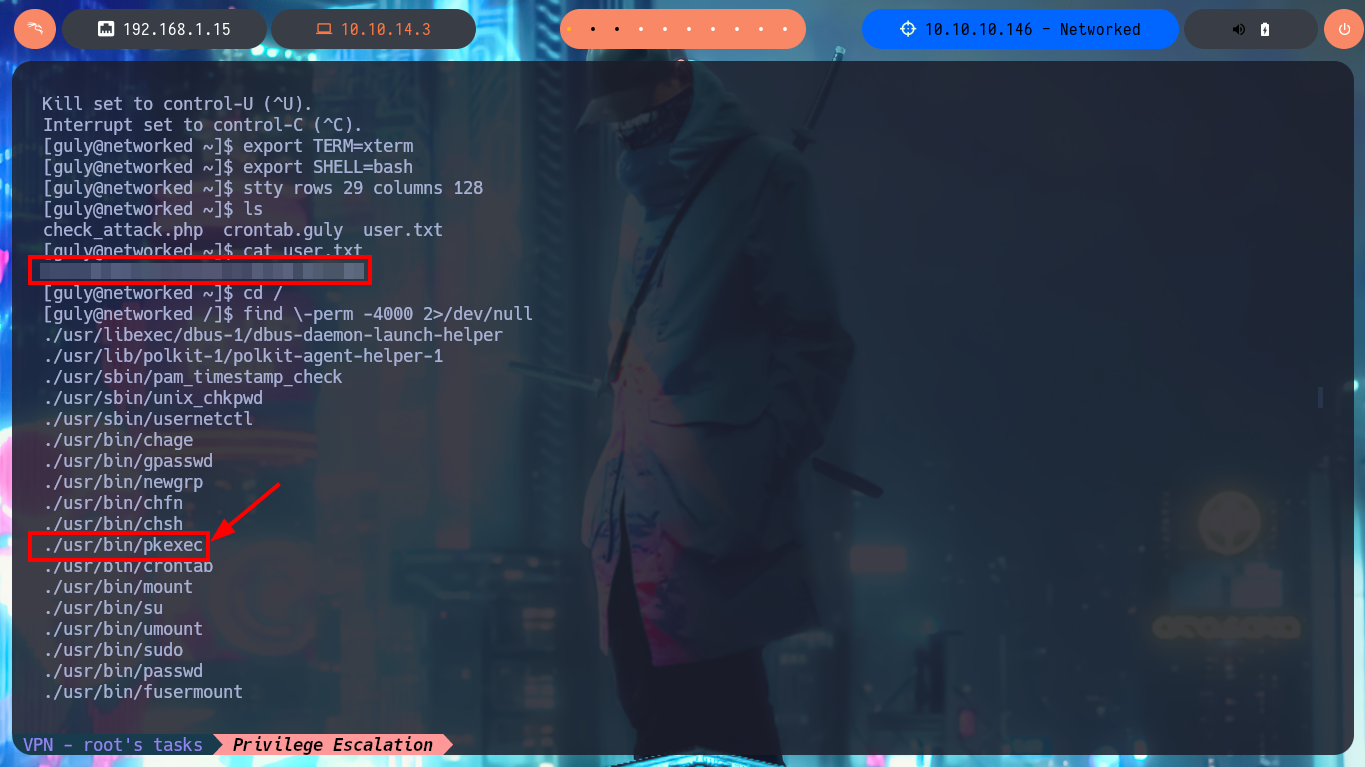 192.168.1.15
10.10.14.3
10.10.10.146 - Networked
Kill set to control-U (^U).
Interrupt set to control-C (^C).
[guly@networked ~]$ export TERM=xterm
[guly@networked ~]$ export SHELL=bash
[guly@networked ~]$ stty rows 29 columns 128
[guly@networked ~]$ ls
check_attack.php  crontab.guly  user.txt
[guly@networked ~]$ cat user.txt
[guly@networked ~]$ cd /
[guly@networked /]$ find \-perm -4000 2>/dev/null
./usr/libexec/dbus-1/dbus-daemon-launch-helper
./usr/lib/polkit-1/polkit-agent-helper-1
./usr/sbin/pam_timestamp_check
./usr/sbin/unix_chkpwd
./usr/sbin/usernetctl
./usr/bin/chage
./usr/bin/gpasswd
./usr/bin/newgrp
./usr/bin/chfn
./usr/bin/chsh
./usr/bin/pkexec
./usr/bin/crontab
./usr/bin/mount
./usr/bin/su
./usr/bin/umount
./usr/bin/sudo
./usr/bin/passwd
./usr/bin/fusermount
VPN - root's tasks
Privilege Escalation